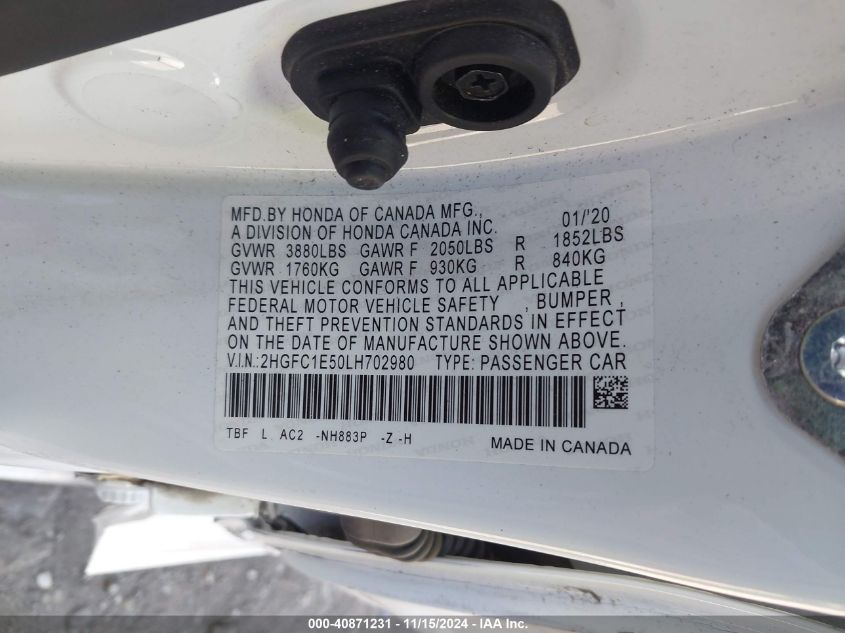 MFD.BY HONDA OF CANADA MFG., 01/'20
A DIVISION OF HONDA CANADA INC.
GVWR 3880LBS GAWR F 2050LBS R 1852LBS
GVWR 1760KG GAWR F 930KG R 840KG
THIS VEHICLE CONFORMS TO ALL APPLICABLE
FEDERAL MOTOR VEHICLE SAFETY , BUMPER ,
AND THEFT PREVENTION STANDARDS IN EFFECT
ON THE DATE OF MANUFACTURE SHOWN ABOVE.
V.I.N.: 2HGFC1E50LH702980 TYPE: PASSENGER CAR
TBF L AC2 -NH883P -Z -H
MADE IN CANADA
000-40871231 - 11/15/2024 - IAA Inc.